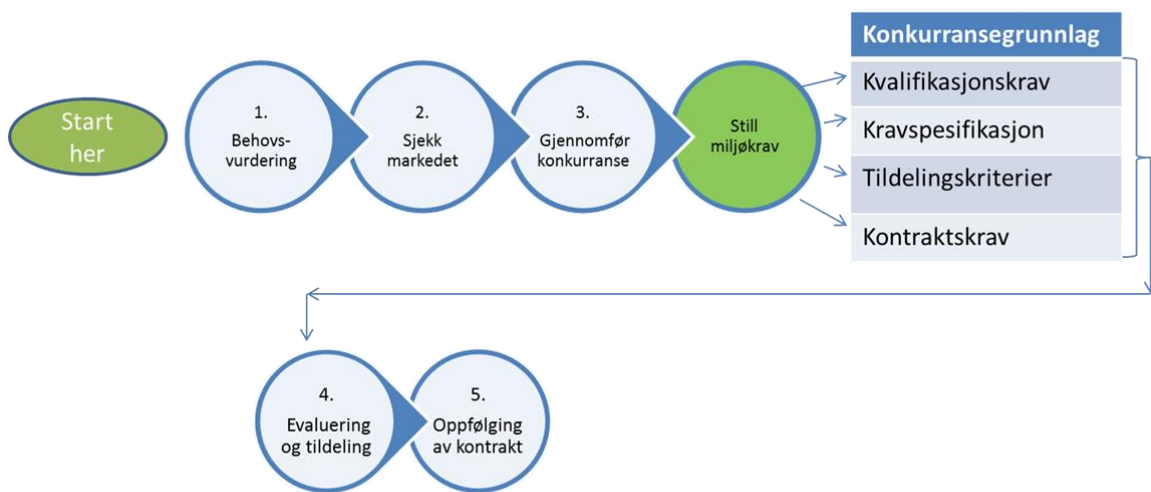 Start
her
1.
Behovs-
vurdering
2.
Sjekk
markedet
3.
Gjennomfør
konkurranse
Still
miljøkrav
Konkurransegrunnlag
Kvalifikasjonskrav
Kravspesifikasjon
Tildelingskriterier
Kontraktskrav
4.
Evaluering
og tildeling
5.
Oppfølging
av kontrakt